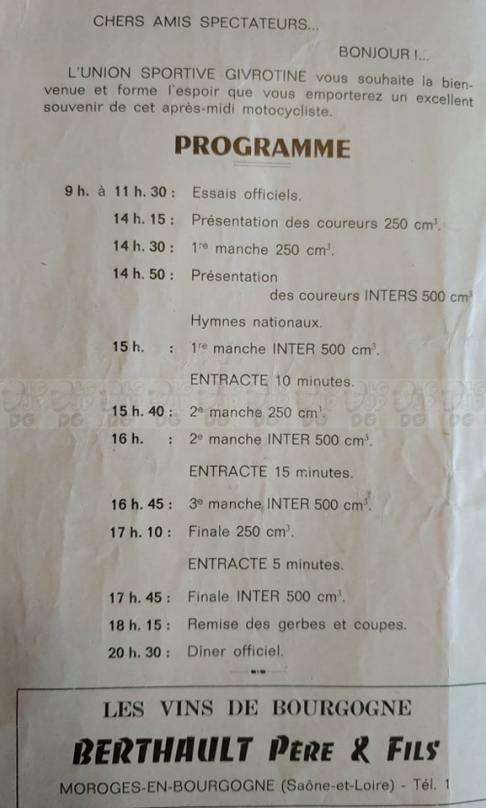 CHERS AMIS SPECTATEURS...
BONJOUR !...
L'UNION SPORTIVE GIVROTINE vous souhaite la bien-
venue et forme l'espoir que vous emporterez un excellent
souvenir de cet après-midi motocycliste.
PROGRAMME
9 h. à 11 h. 30 : Essais officiels.
14 h. 15 : Présentation des coureurs 250 cm³.
14 h. 30 : 1re manche 250 cm³.
14 h. 50 : Présentation
des coureurs INTERS 500 cm³
Hymnes nationaux.
15 h. : 1re manche INTER 500 cm³.
ENTRACTE 10 minutes.
15 h. 40 : 2e manche 250 cm³.
16 h. : 2e manche INTER 500 cm³.
ENTRACTE 15 minutes.
16 h. 45 : 3e manche INTER 500 cm³.
17 h. 10 : Finale 250 cm³.
ENTRACTE 5 minutes.
17 h. 45 : Finale INTER 500 cm³.
18 h. 15 : Remise des gerbes et coupes.
20 h. 30 : Dîner officiel.
LES VINS DE BOURGOGNE
BERTHAULT PÈRE & FILS
MOROGES-EN-BOURGOGNE (Saône-et-Loire) - Tél. 1